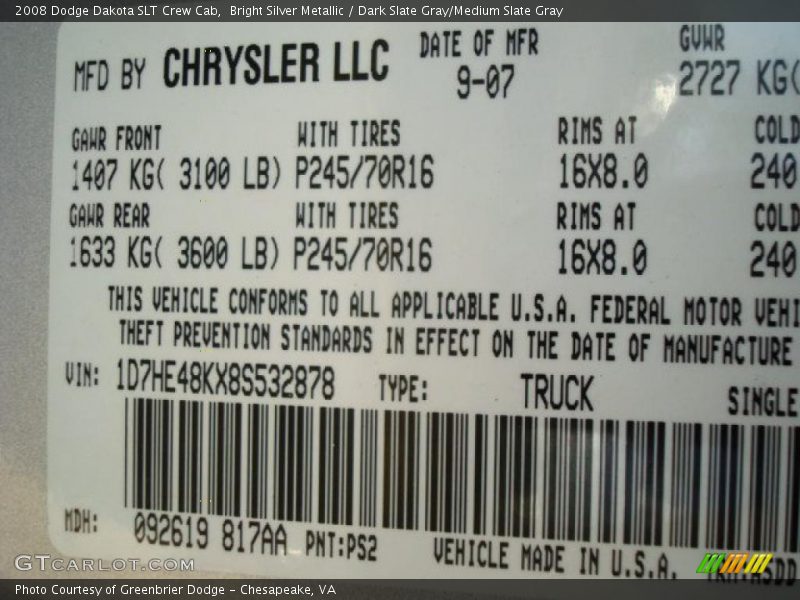 2008 Dodge Dakota SLT Crew Cab,  Bright Silver Metallic / Dark Slate Gray/Medium Slate Gray
MFD BY CHRYSLER LLC DATE OF MFR GVWR
9-07 2727 KG(
GAWR FRONT WITH TIRES RIMS AT COLD
1407 KG( 3100 LB) P245/70R16 16X8.0 240
GAWR REAR WITH TIRES RIMS AT COLD
1633 KG( 3600 LB) P245/70R16 16X8.0 240
THIS VEHICLE CONFORMS TO ALL APPLICABLE U.S.A. FEDERAL MOTOR VEHI
THEFT PREVENTION STANDARDS IN EFFECT ON THE DATE OF MANUFACTURE
VIN: 1D7HE48KX8S532878 TYPE: TRUCK SINGLE
MDH: 092619 817AA PNT:PS2 VEHICLE MADE IN U.S.A.
GTCARLOT.COM
Photo Courtesy of Greenbrier Dodge – Chesapeake, VA